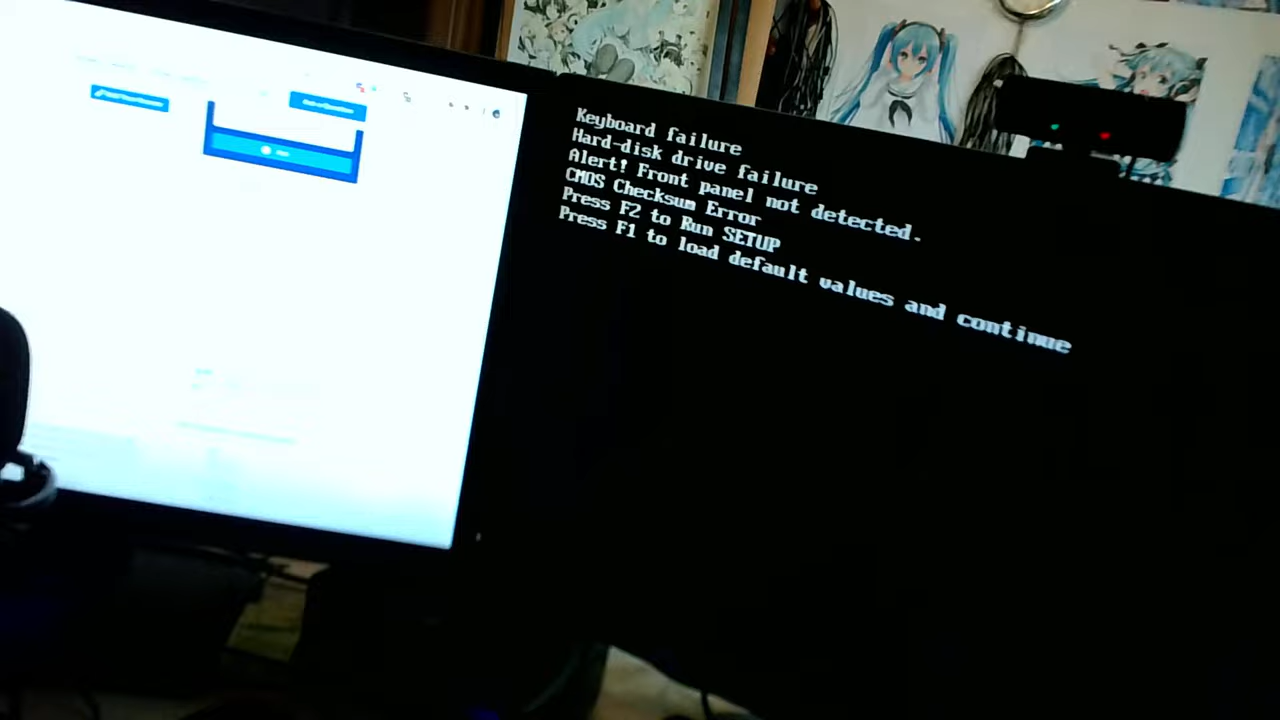 Keyboard failure
Hard-disk drive failure
Alert! Front panel not detected.
CMOS Checksum Error
Press F2 to Run SETUP
Press F1 to load default values and continue